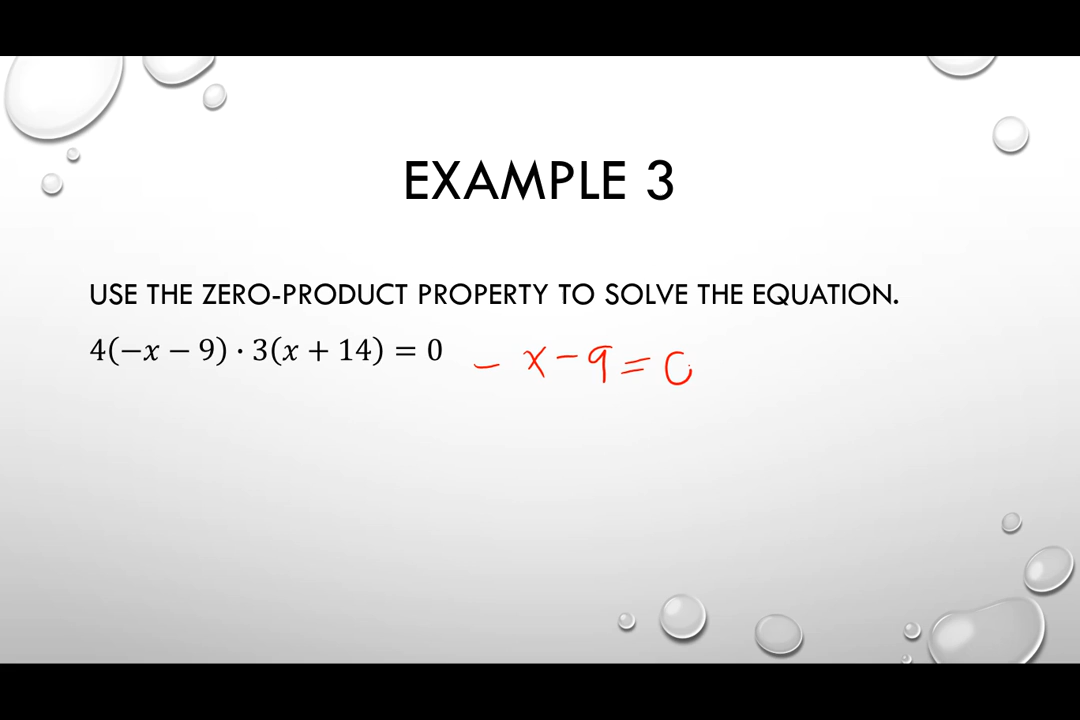 EXAMPLE 3
USE THE ZERO-PRODUCT PROPERTY TO SOLVE THE EQUATION.
4(−x − 9) · 3(x + 14) = 0
− x − 9 = 0